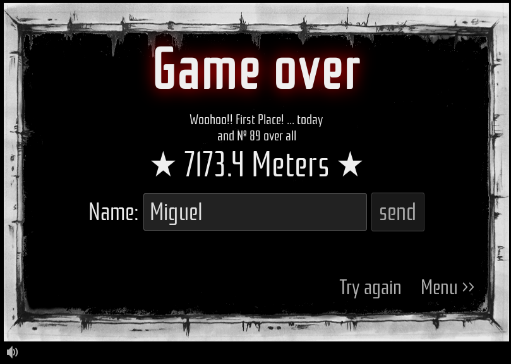 Game over
Woohoo!! First Place! ... today
and № 89 over all
★ 7173.4 Meters ★
Name: Miguel send
Try again Menu >>